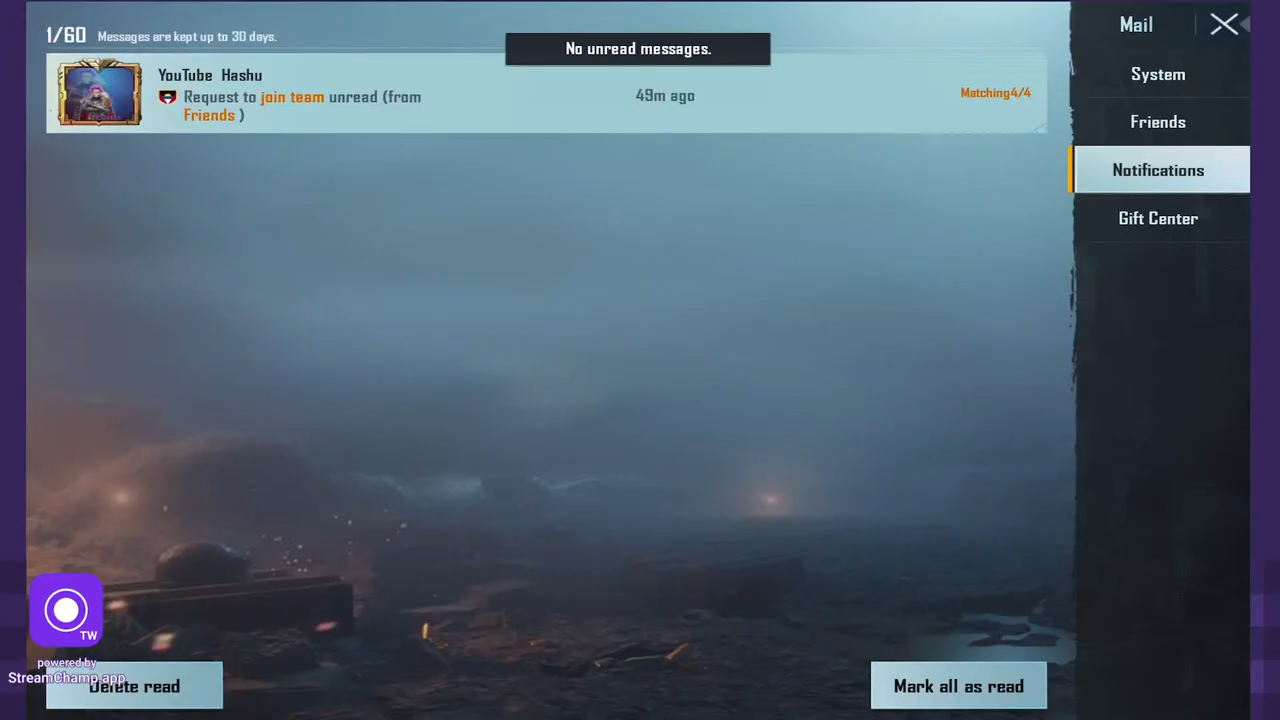 1/60 Messages are kept up to 30 days.
No unread messages.
YouTube Hashu
Request to join team unread (from
Friends )
49m ago
Matching4/4
Mail
System
Friends
Notifications
Gift Center
TW
powered by
StreamChamp.app
Delete read
Mark all as read